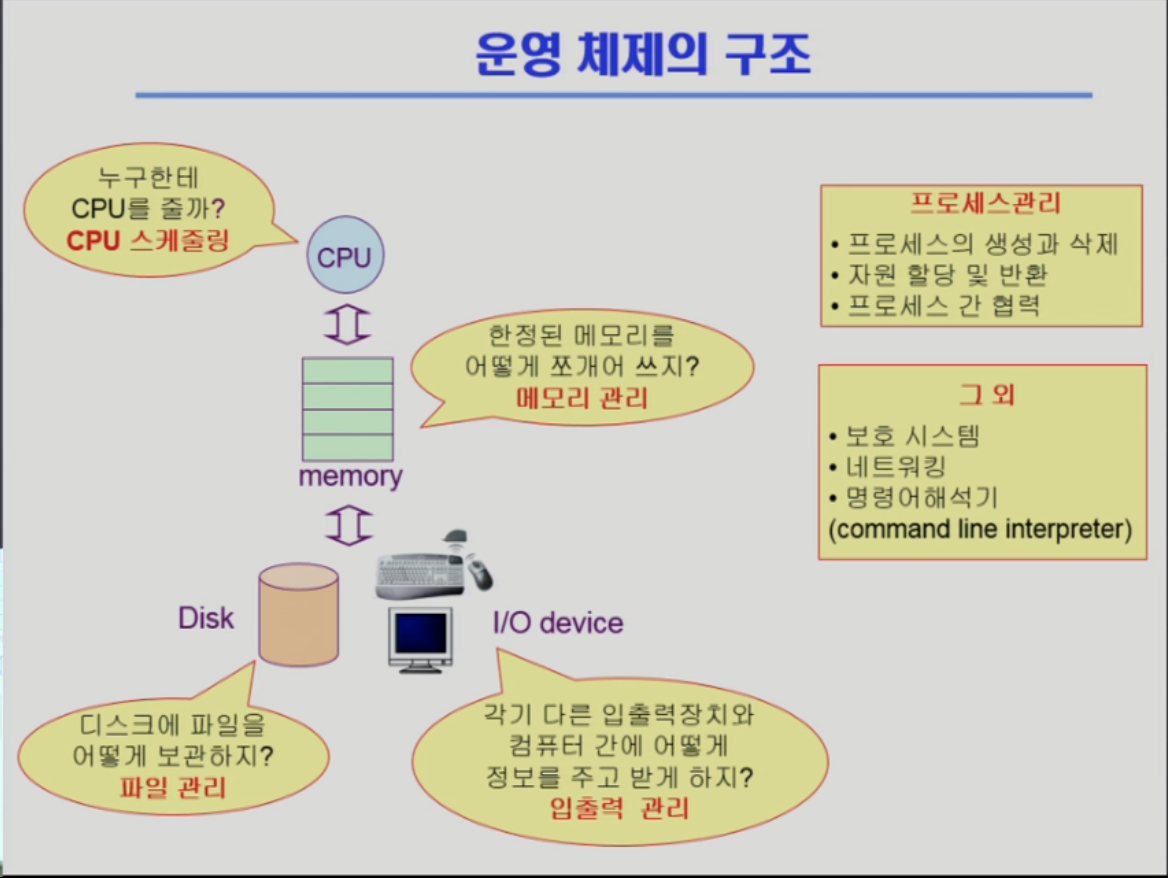 운영 체제의 구조
누구한테
CPU를 줄까?
CPU 스케줄링
CPU
한정된 메모리를
어떻게 쪼개어 쓰지?
메모리 관리
memory
Disk
I/O device
디스크에 파일을
어떻게 보관하지?
파일 관리
각기 다른 입출력장치와
컴퓨터 간에 어떻게
정보를 주고 받게 하지?
입출력 관리
프로세스관리
• 프로세스의 생성과 삭제
• 자원 할당 및 반환
• 프로세스 간 협력
그 외
• 보호 시스템
• 네트워킹
• 명령어해석기
(command line interpreter)